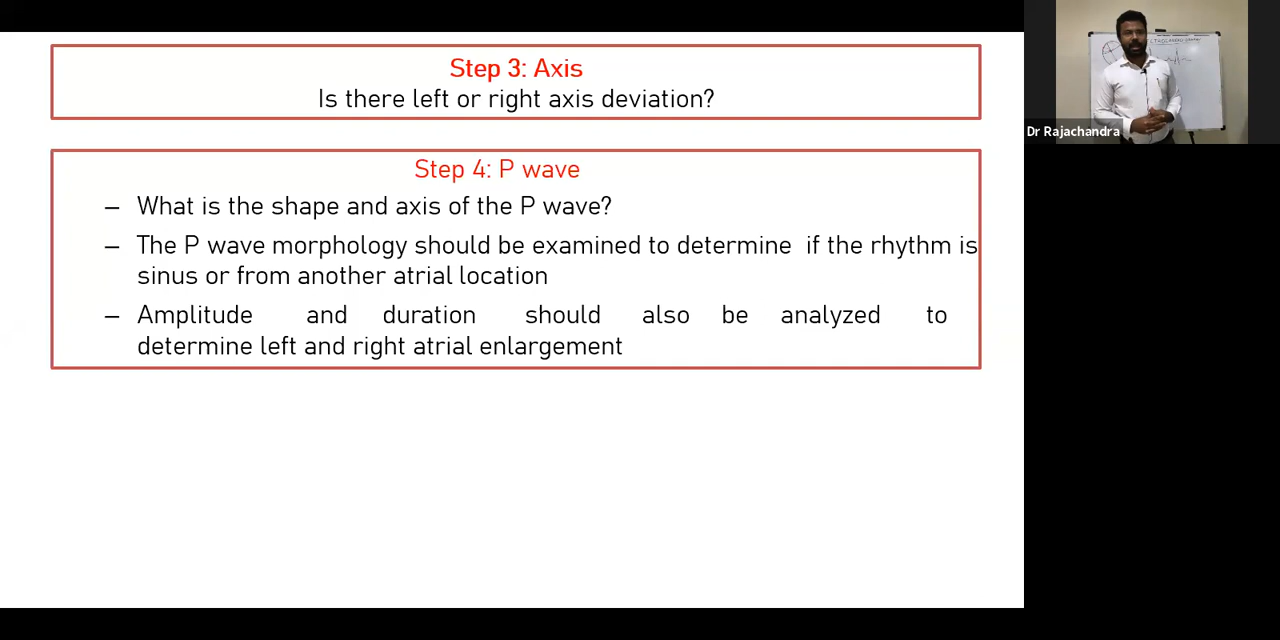 Step 3: Axis
Is there left or right axis deviation?
Step 4: P wave
– What is the shape and axis of the P wave?
– The P wave morphology should be examined to determine if the rhythm is
sinus or from another atrial location
– Amplitude and duration should also be analyzed to
determine left and right atrial enlargement
Dr Rajachandra